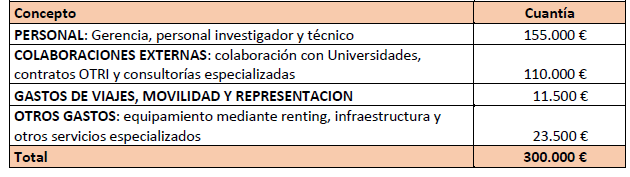 Concepto Cuantía
PERSONAL: Gerencia, personal investigador y técnico 155.000 €
COLABORACIONES EXTERNAS: colaboración con Universidades,
contratos OTRI y consultorías especializadas 110.000 €
GASTOS DE VIAJES, MOVILIDAD Y REPRESENTACION 11.500 €
OTROS GASTOS: equipamiento mediante renting, infraestructura y
otros servicios especializados 23.500 €
Total 300.000 €